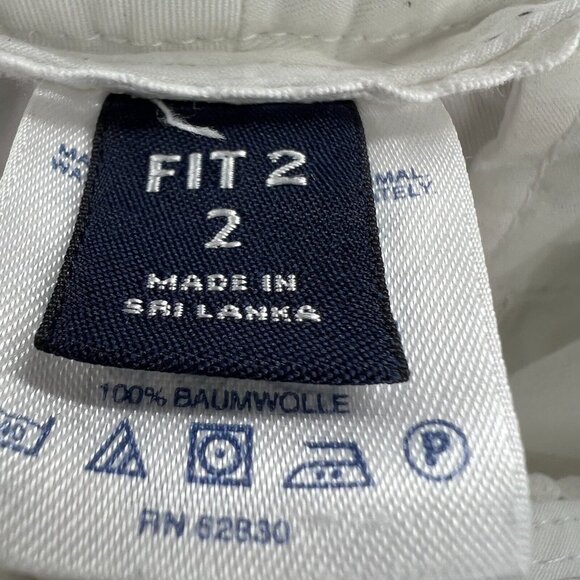 FIT 2
2
MADE IN
SRI LANKA
100% BAUMWOLLE
P
RN 62830